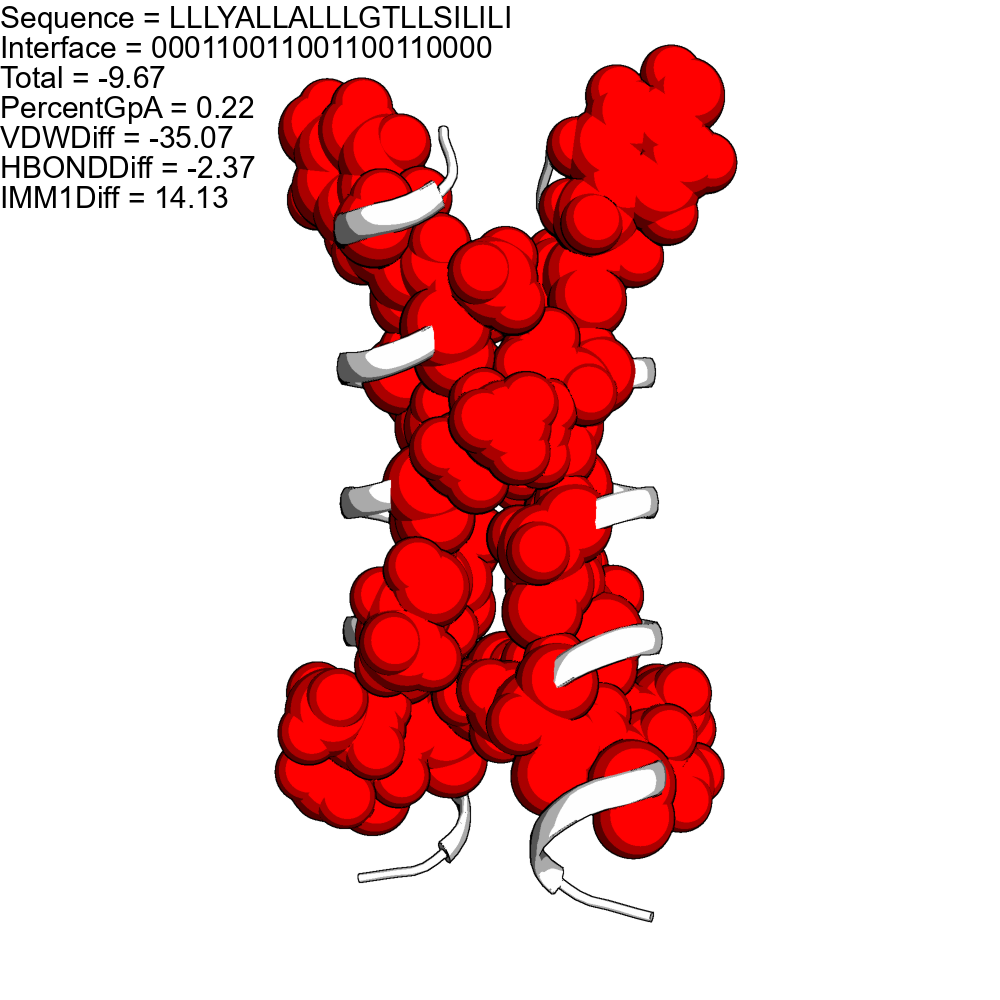 Sequence = LLLYALLALLLGTLLSILILI
Interface = 000110011001100110000
Total = -9.67
PercentGpA = 0.22
VDWDiff = -35.07
HBONDDiff = -2.37
IMM1Diff = 14.13